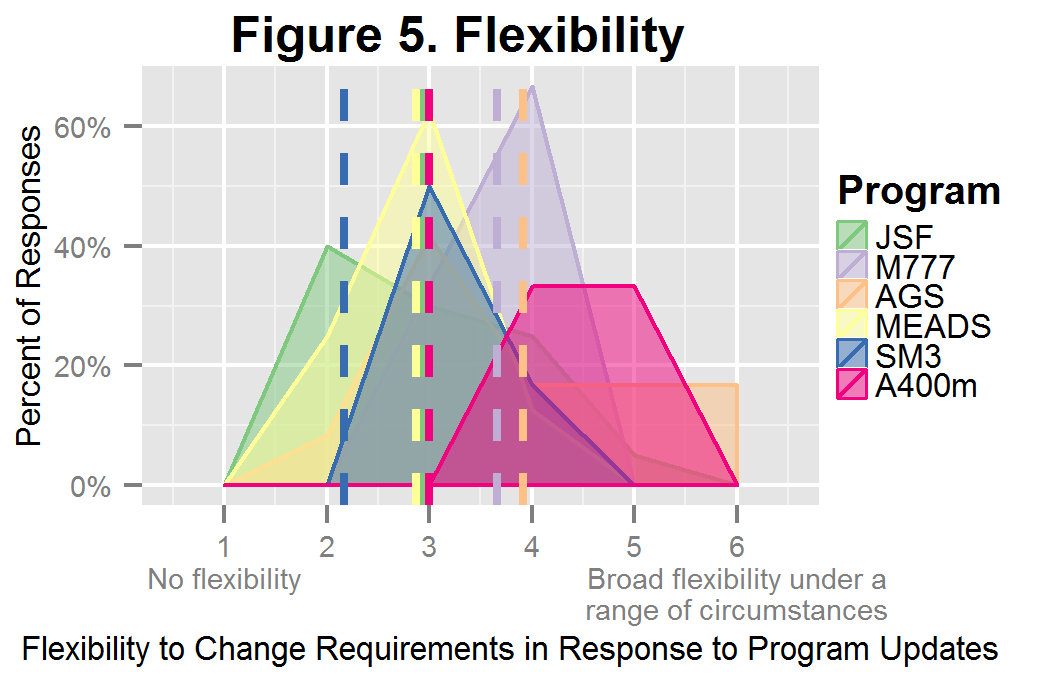 Figure 5. Flexibility
Percent of Responses
60%
40%
20%
0%
1 2 3 4 5 6
No flexibility
Broad flexibility under a
range of circumstances
Flexibility to Change Requirements in Response to Program Updates
Program
JSF
M777
AGS
MEADS
SM3
A400m